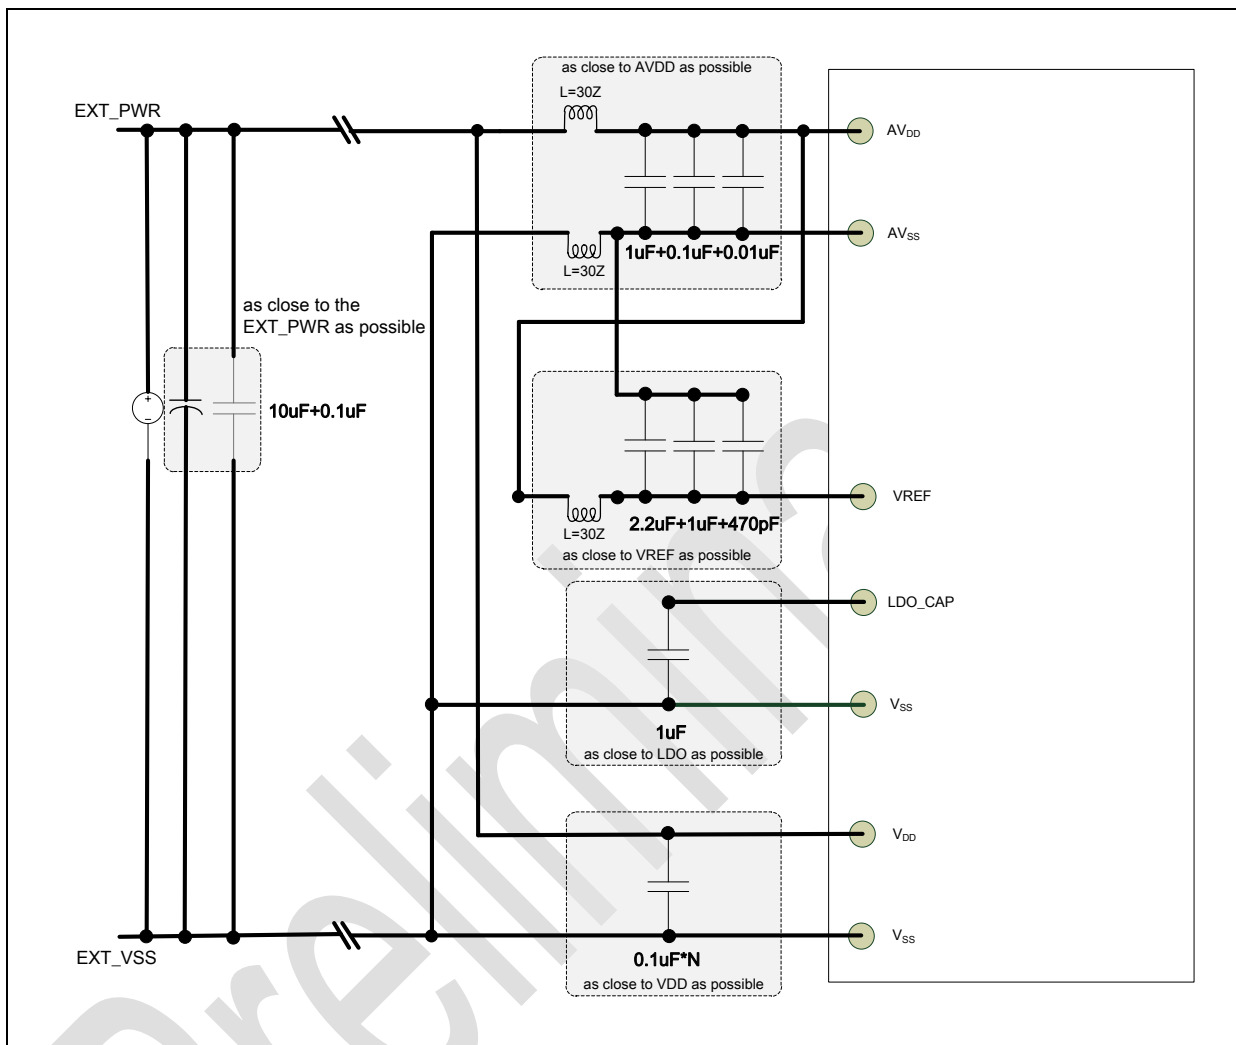 as close to AVDD as possible
L=30Z
EXT_PWR
AVDD
AVSS
1uF+0.1uF+0.01uF
L=30Z
as close to the
EXT_PWR as possible
+
−
10uF+0.1uF
VREF
2.2uF+1uF+470pF
L=30Z
as close to VREF as possible
LDO_CAP
VSS
1uF
as close to LDO as possible
VDD
VSS
EXT_VSS
0.1uF*N
as close to VDD as possible